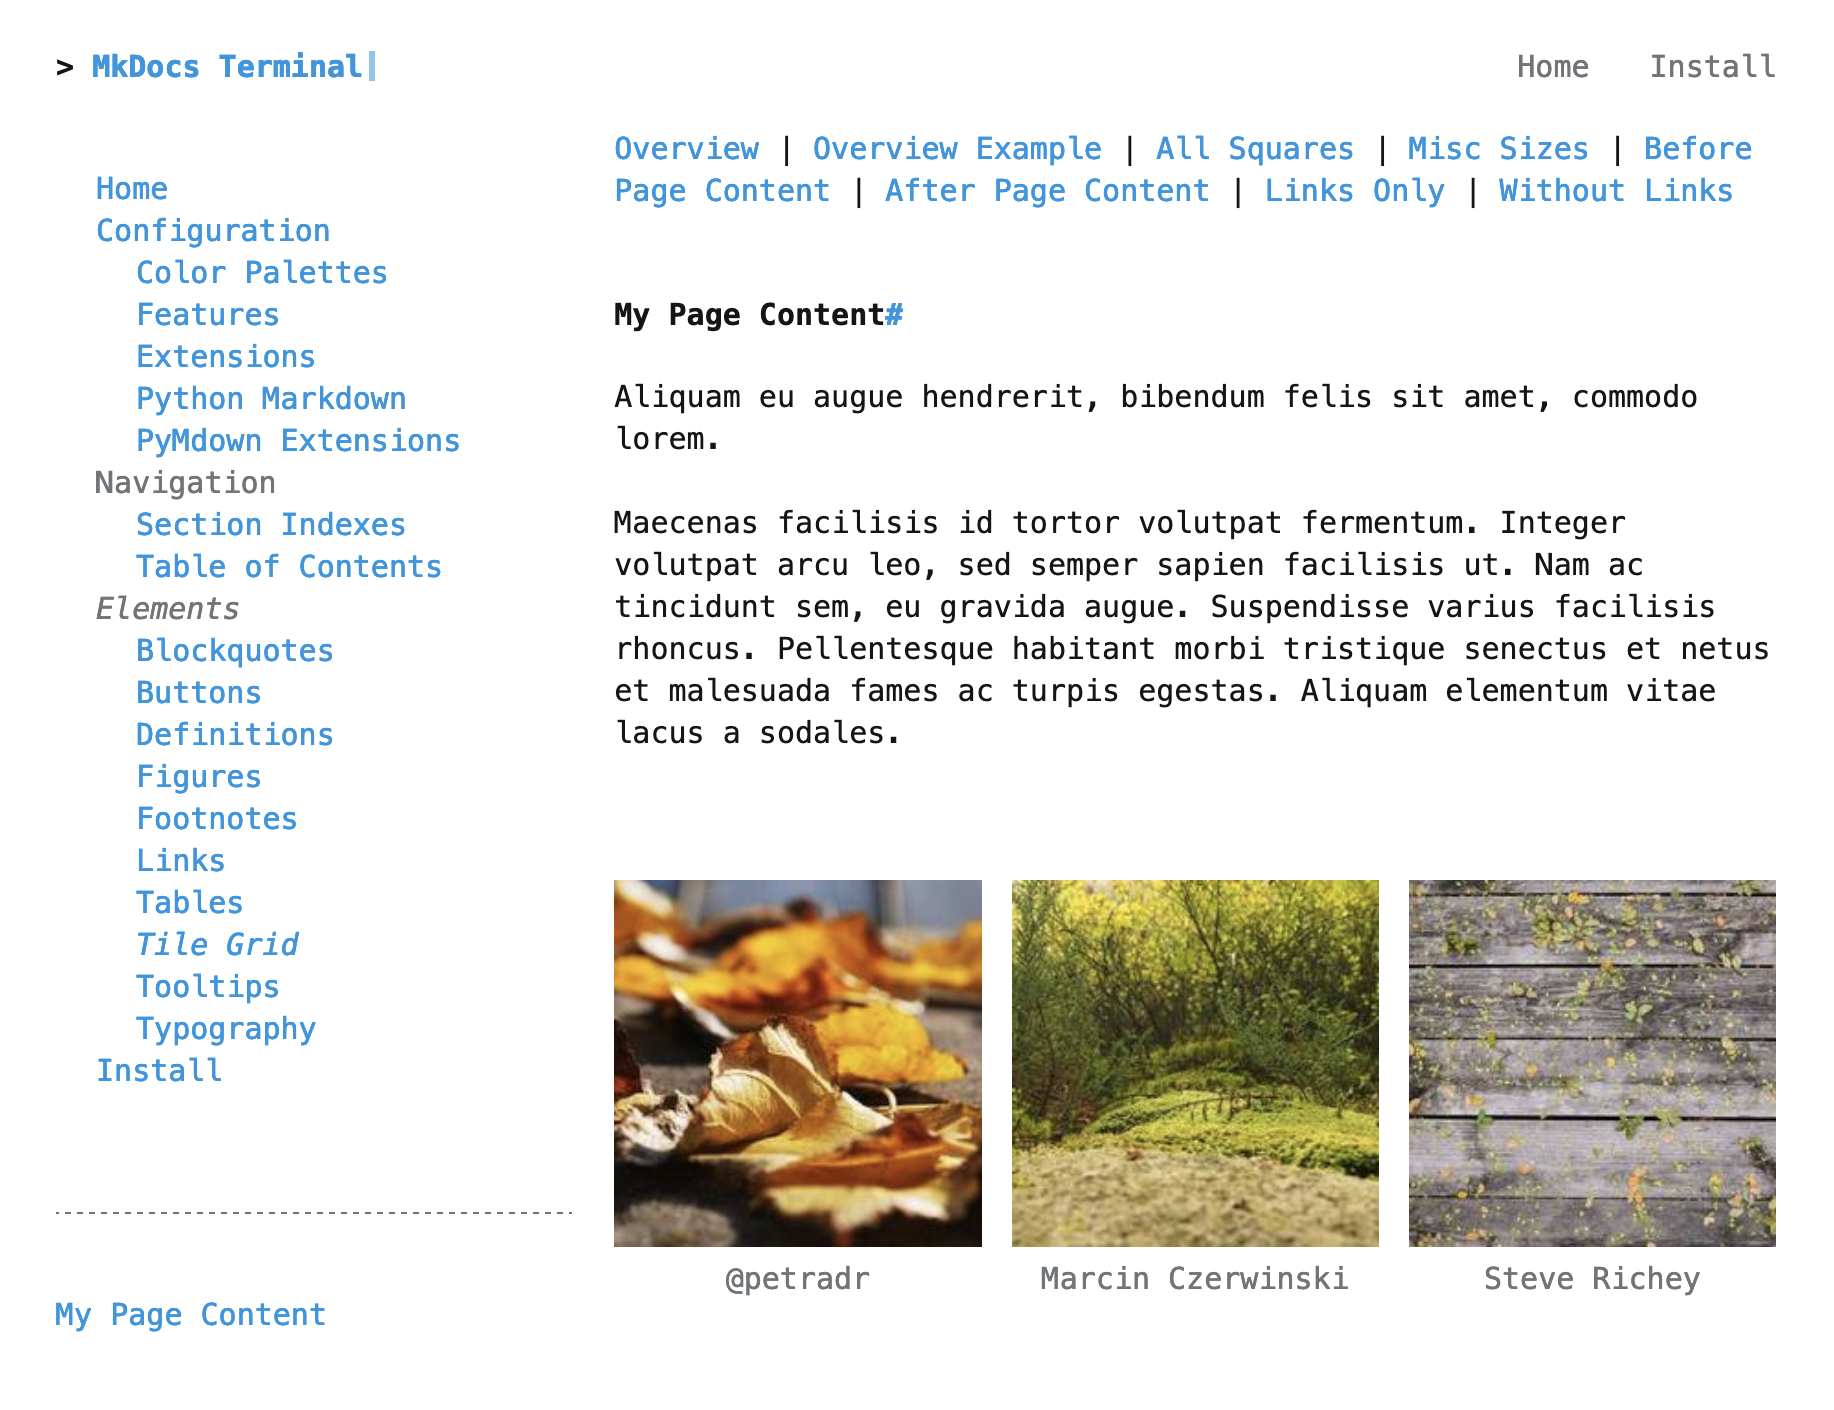 > MkDocs Terminal
Home Install
Home
Configuration
Color Palettes
Features
Extensions
Python Markdown
PyMdown Extensions
Navigation
Section Indexes
Table of Contents
Elements
Blockquotes
Buttons
Definitions
Figures
Footnotes
Links
Tables
Tile Grid
Tooltips
Typography
Install
My Page Content
Overview | Overview Example | All Squares | Misc Sizes | Before
Page Content | After Page Content | Links Only | Without Links
My Page Content#
Aliquam eu augue hendrerit, bibendum felis sit amet, commodo
lorem.
Maecenas facilisis id tortor volutpat fermentum. Integer
volutpat arcu leo, sed semper sapien facilisis ut. Nam ac
tincidunt sem, eu gravida augue. Suspendisse varius facilisis
rhoncus. Pellentesque habitant morbi tristique senectus et netus
et malesuada fames ac turpis egestas. Aliquam elementum vitae
lacus a sodales.
@petradr
Marcin Czerwinski
Steve Richey